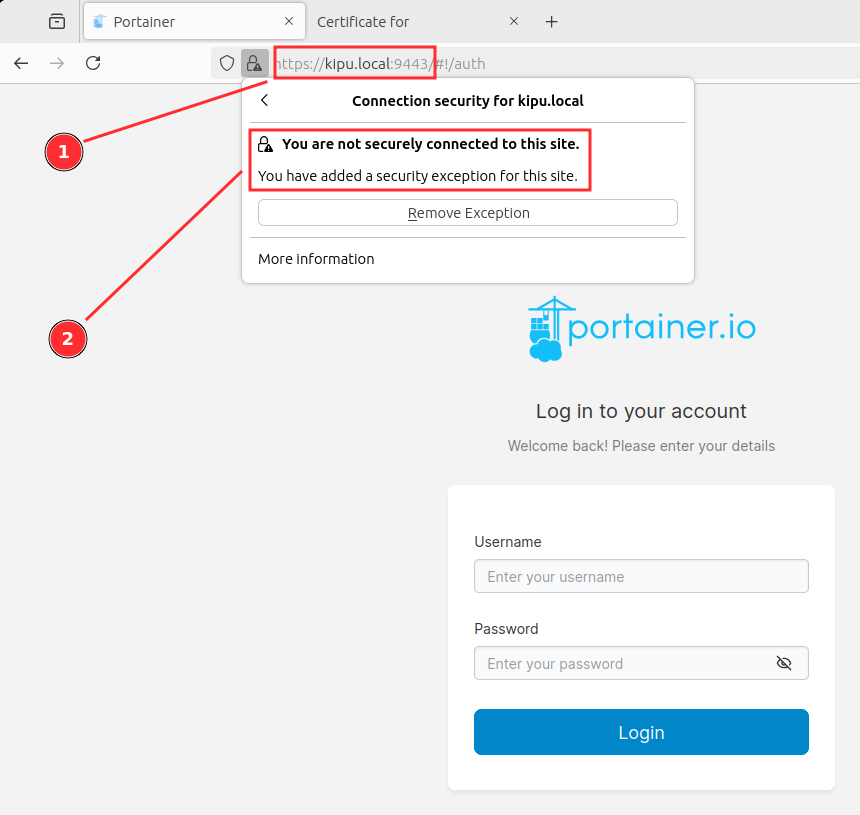 Portainer
Certificate for
https://kipu.local:9443/#!/auth
Connection security for kipu.local
1
You are not securely connected to this site.
You have added a security exception for this site.
Remove Exception
More information
2
portainer.io
Log in to your account
Welcome back! Please enter your details
Username
Enter your username
Password
Enter your password
Login